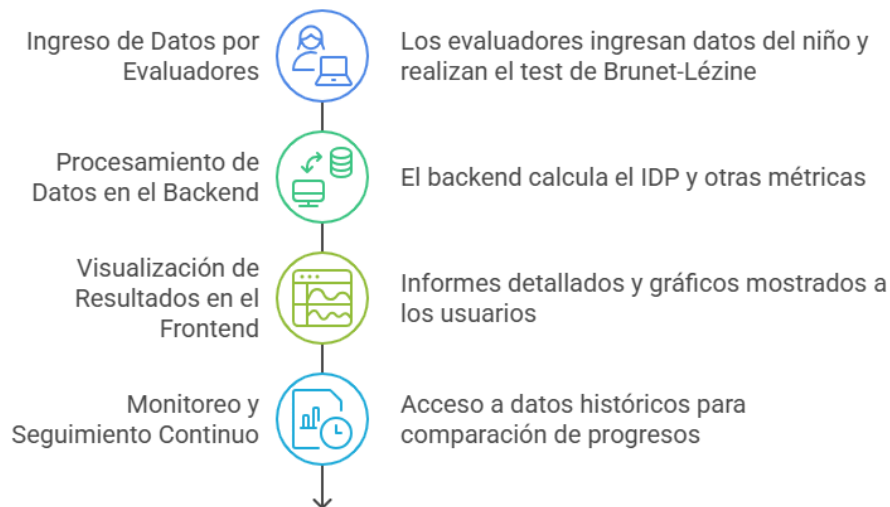 Ingreso de Datos por
Evaluadores
Los evaluadores ingresan datos del niño y
realizan el test de Brunet-Lézine
Procesamiento de
Datos en el Backend
El backend calcula el IDP y otras métricas
Visualización de
Resultados en el
Frontend
Informes detallados y gráficos mostrados a
los usuarios
Monitoreo y
Seguimiento Continuo
Acceso a datos históricos para
comparación de progresos